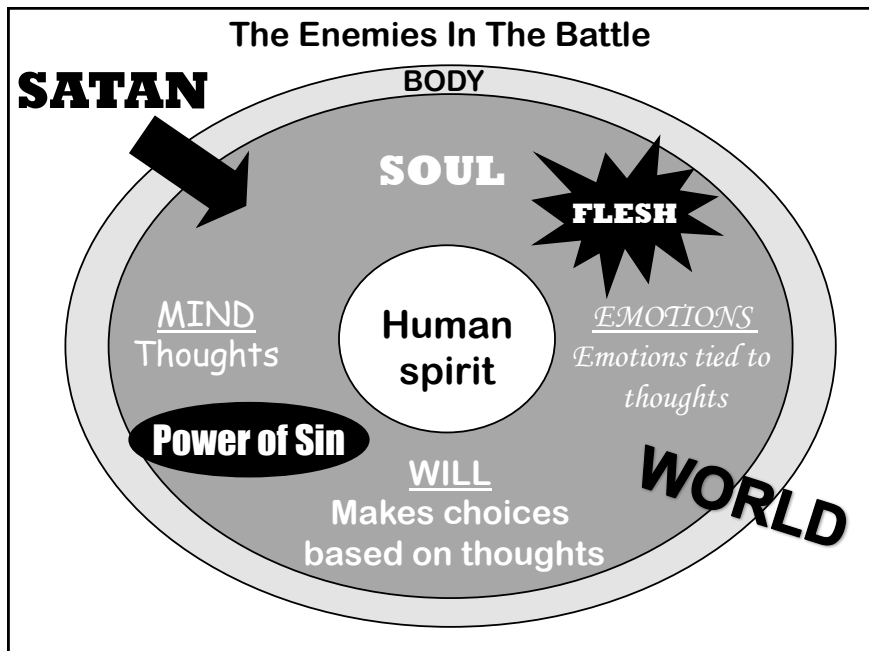 The Enemies In The Battle
BODY
SATAN
SOUL
FLESH
MIND
Thoughts
Human
spirit
EMOTIONS
Emotions tied to
thoughts
Power of Sin
WILL
Makes choices
based on thoughts
WORLD